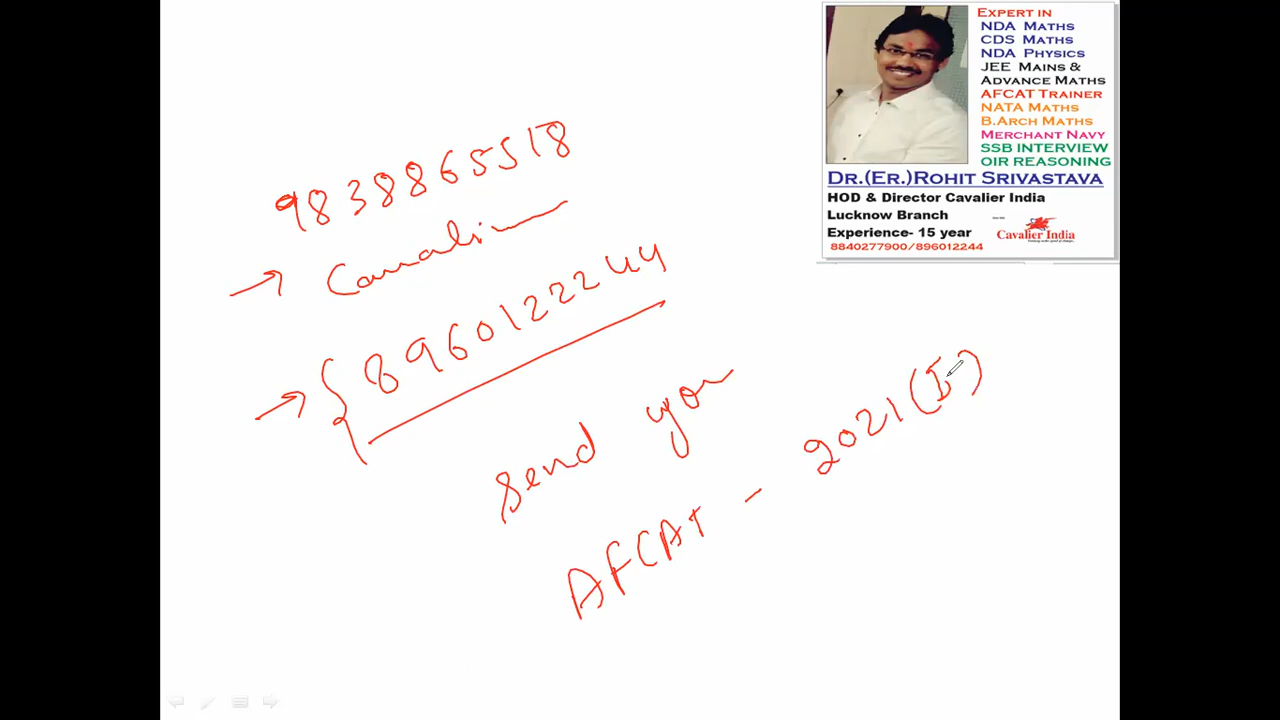 EXPERT IN
NDA MATHS
CDS MATHS
NDA PHYSICS
JEE MAINS &
ADVANCE MATHS
AFCAT TRAINER
NATA MATHS
B.ARCH MATHS
MERCHANT NAVY
SSB INTERVIEW
OIR REASONING
DR.(ER.)ROHIT SRIVASTAVA
HOD & Director Cavalier India
Lucknow Branch
Experience- 15 year
Cavalier India
8840277900/896012244
9838865518
→ Cavalier
→ { 8960122244
Send you
AFCAT - 2021(I)